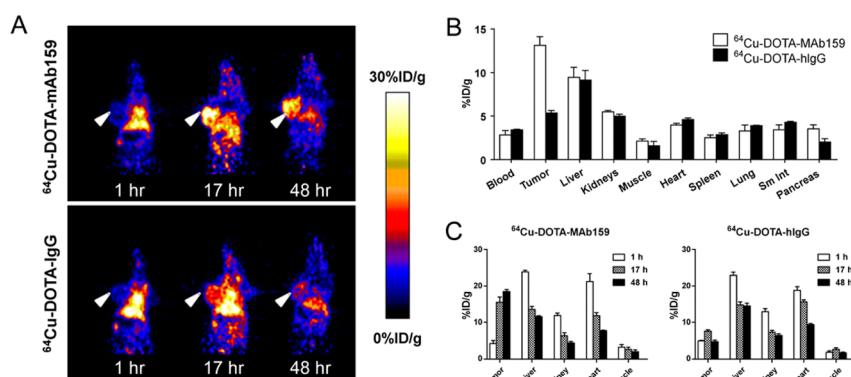 A
⁶⁴Cu-DOTA-mAb159
1 hr
17 hr
48 hr
⁶⁴Cu-DOTA-IgG
1 hr
17 hr
48 hr
30%ID/g
0%ID/g
B
%ID/g
15
10
5
0
⁶⁴Cu-DOTA-MAb159
⁶⁴Cu-DOTA-hIgG
Blood
Tumor
Liver
Kidneys
Muscle
Heart
Spleen
Lung
Sm Int
Pancreas
C
⁶⁴Cu-DOTA-MAb159
%ID/g
30
20
10
0
1 h
17 h
48 h
⁶⁴Cu-DOTA-hIgG
%ID/g
30
20
10
0
1 h
17 h
48 h